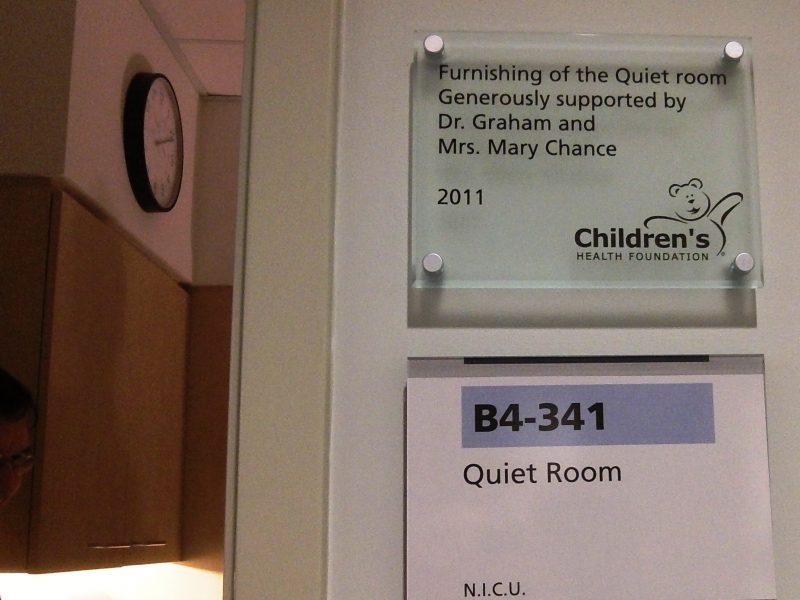 Furnishing of the Quiet room
Generously supported by
Dr. Graham and
Mrs. Mary Chance
2011
Children's
HEALTH FOUNDATION
B4-341
Quiet Room
N.I.C.U.